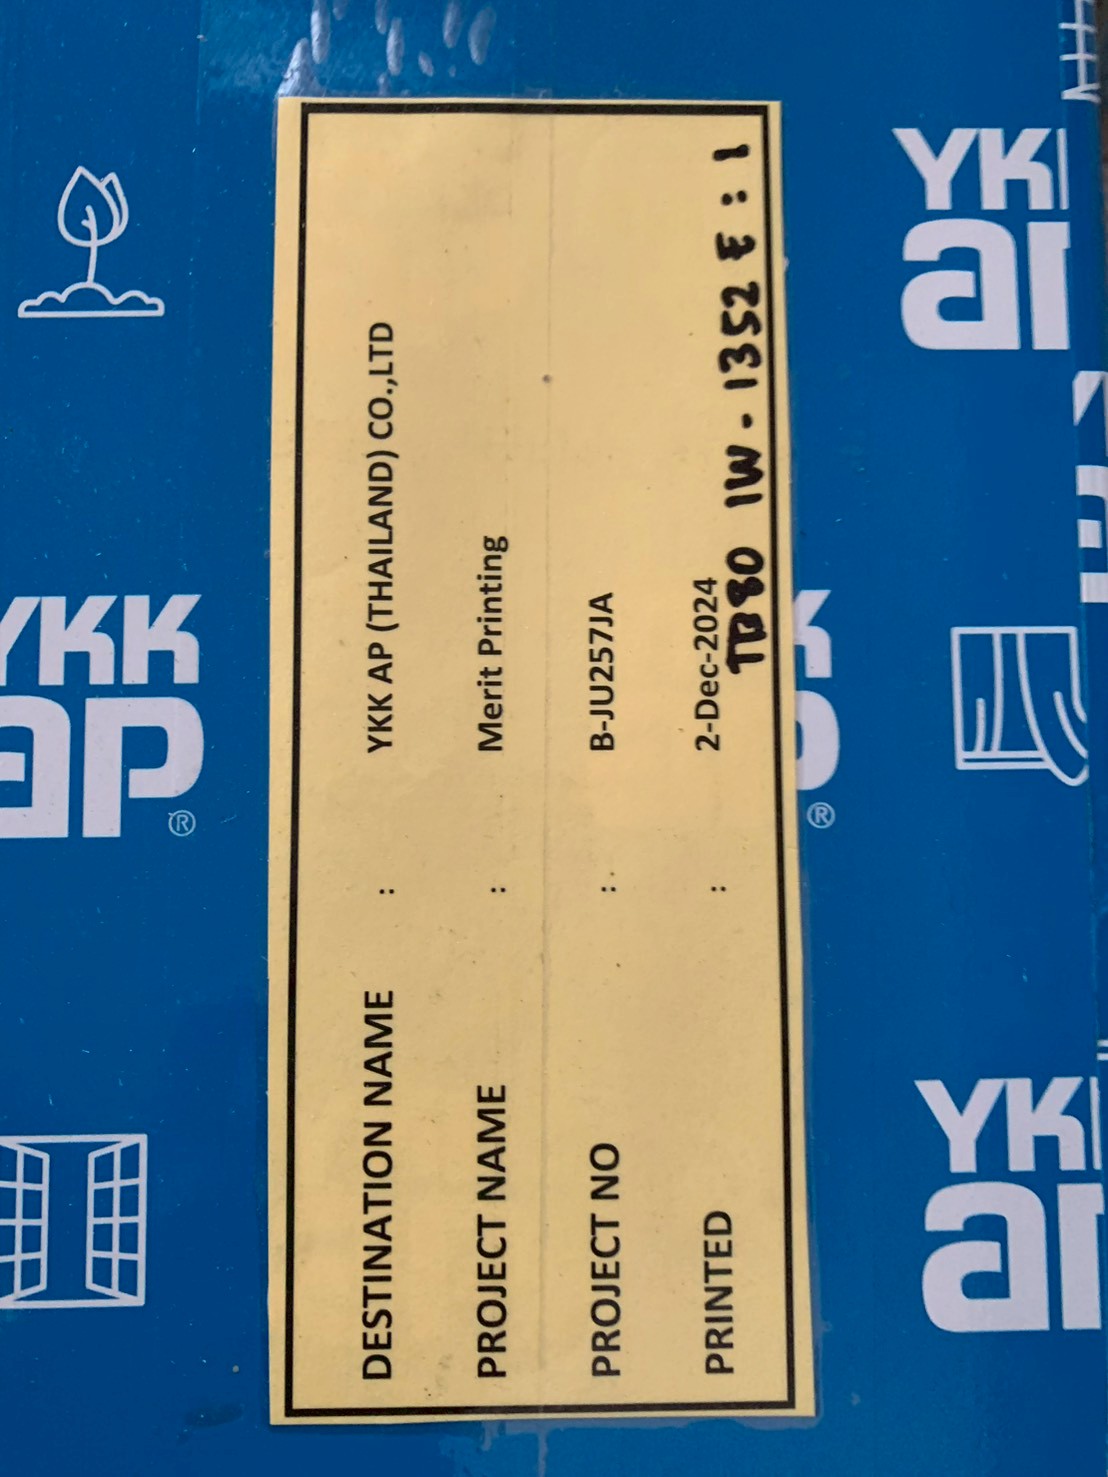 DESTINATION NAME : YKK AP (THAILAND) CO.,LTD
PROJECT NAME : Merit Printing
PROJECT NO : B-JU257JA
PRINTED : 2-Dec-2024
TB80 1W-1352 E : 1
YKK
ap®
YKK
ap
YKK
ap
®